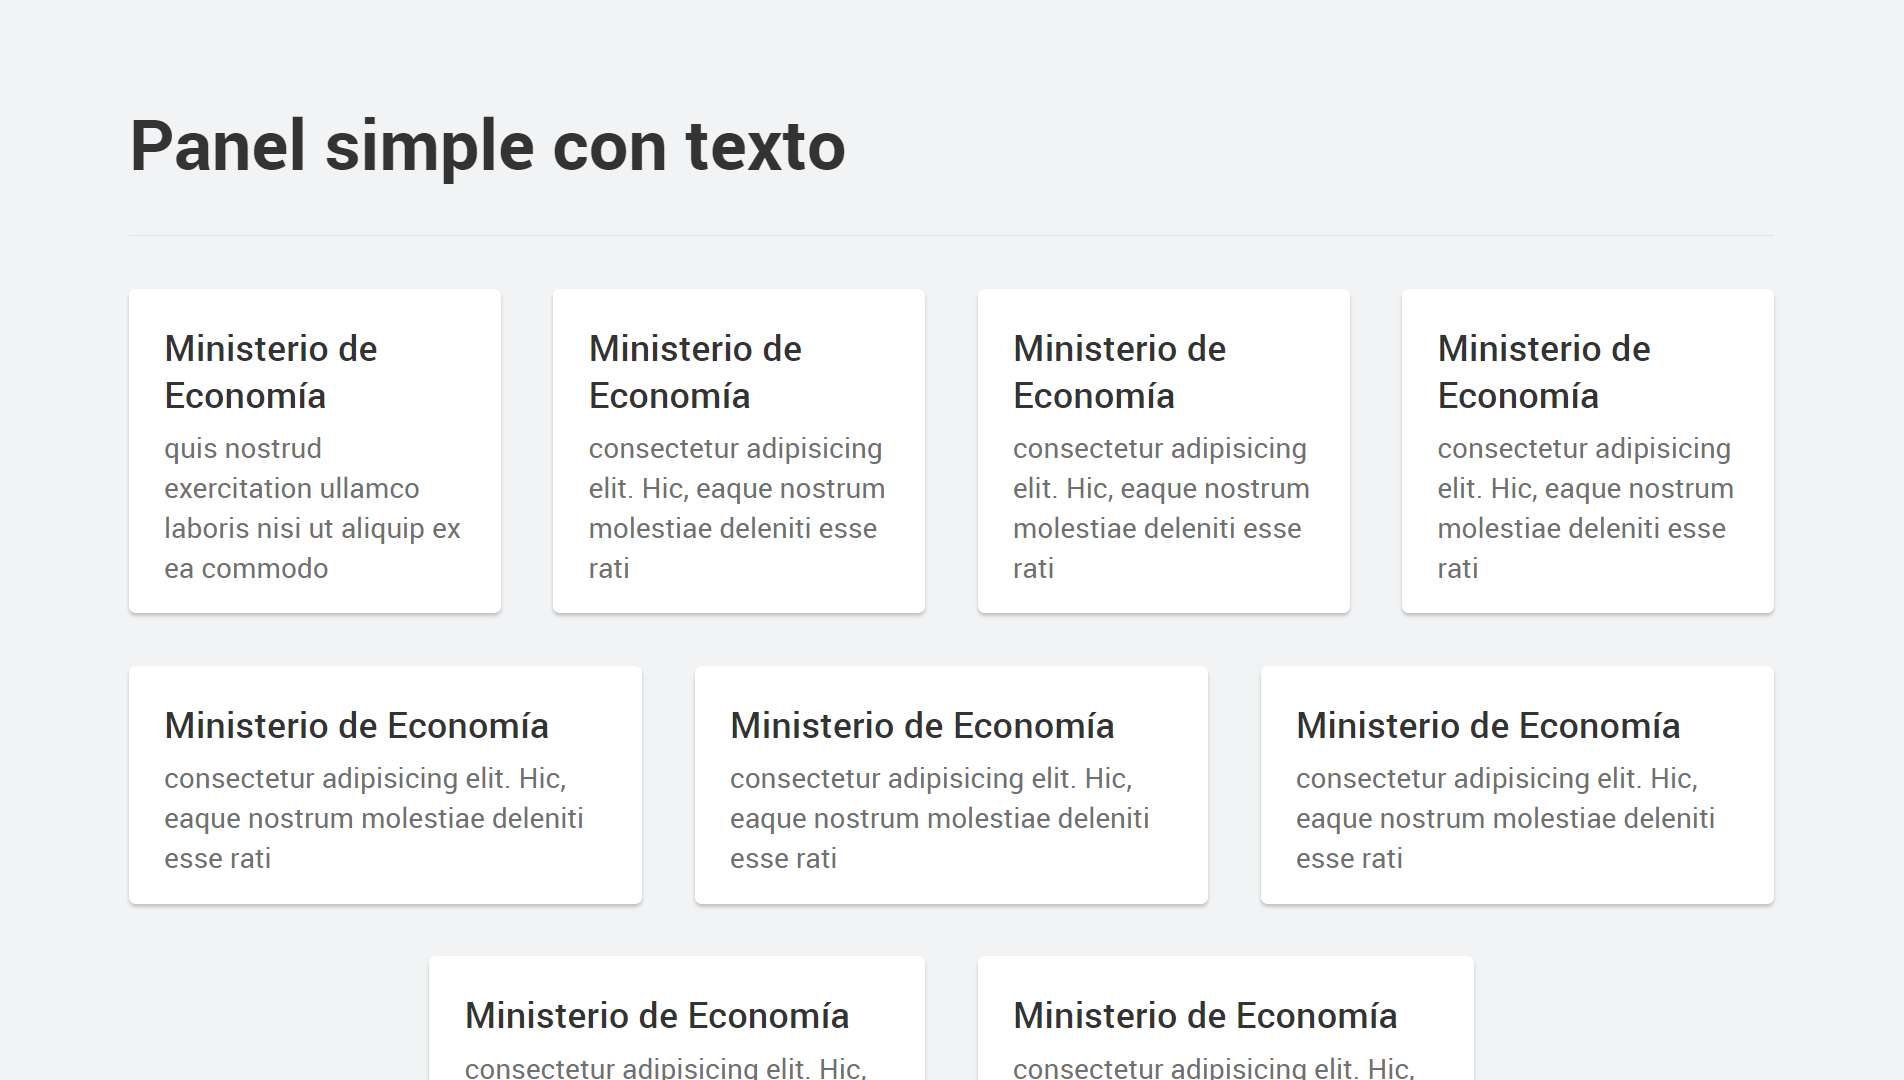 Panel simple con texto
Ministerio de
Economía
quis nostrud
exercitation ullamco
laboris nisi ut aliquip ex
ea commodo
Ministerio de
Economía
consectetur adipisicing
elit. Hic, eaque nostrum
molestiae deleniti esse
rati
Ministerio de
Economía
consectetur adipisicing
elit. Hic, eaque nostrum
molestiae deleniti esse
rati
Ministerio de
Economía
consectetur adipisicing
elit. Hic, eaque nostrum
molestiae deleniti esse
rati
Ministerio de Economía
consectetur adipisicing elit. Hic,
eaque nostrum molestiae deleniti
esse rati
Ministerio de Economía
consectetur adipisicing elit. Hic,
eaque nostrum molestiae deleniti
esse rati
Ministerio de Economía
consectetur adipisicing elit. Hic,
eaque nostrum molestiae deleniti
esse rati
Ministerio de Economía
consectetur adipisicing elit. Hic,
Ministerio de Economía
consectetur adipisicing elit. Hic,